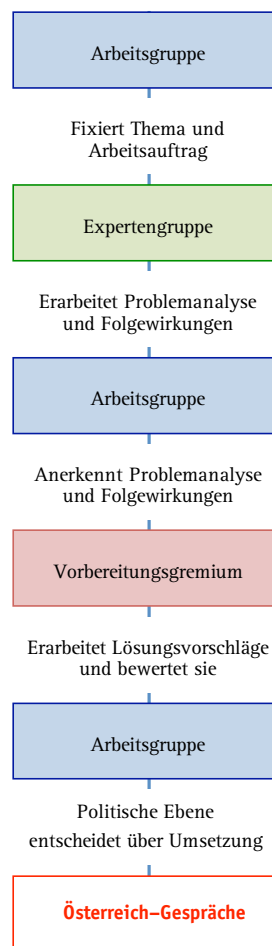 Arbeitsgruppe
Fixiert Thema und
Arbeitsauftrag
Expertengruppe
Erarbeitet Problemanalyse
und Folgewirkungen
Arbeitsgruppe
Anerkennt Problemanalyse
und Folgewirkungen
Vorbereitungsgremium
Erarbeitet Lösungsvorschläge
und bewertet sie
Arbeitsgruppe
Politische Ebene
entscheidet über Umsetzung
Österreich–Gespräche